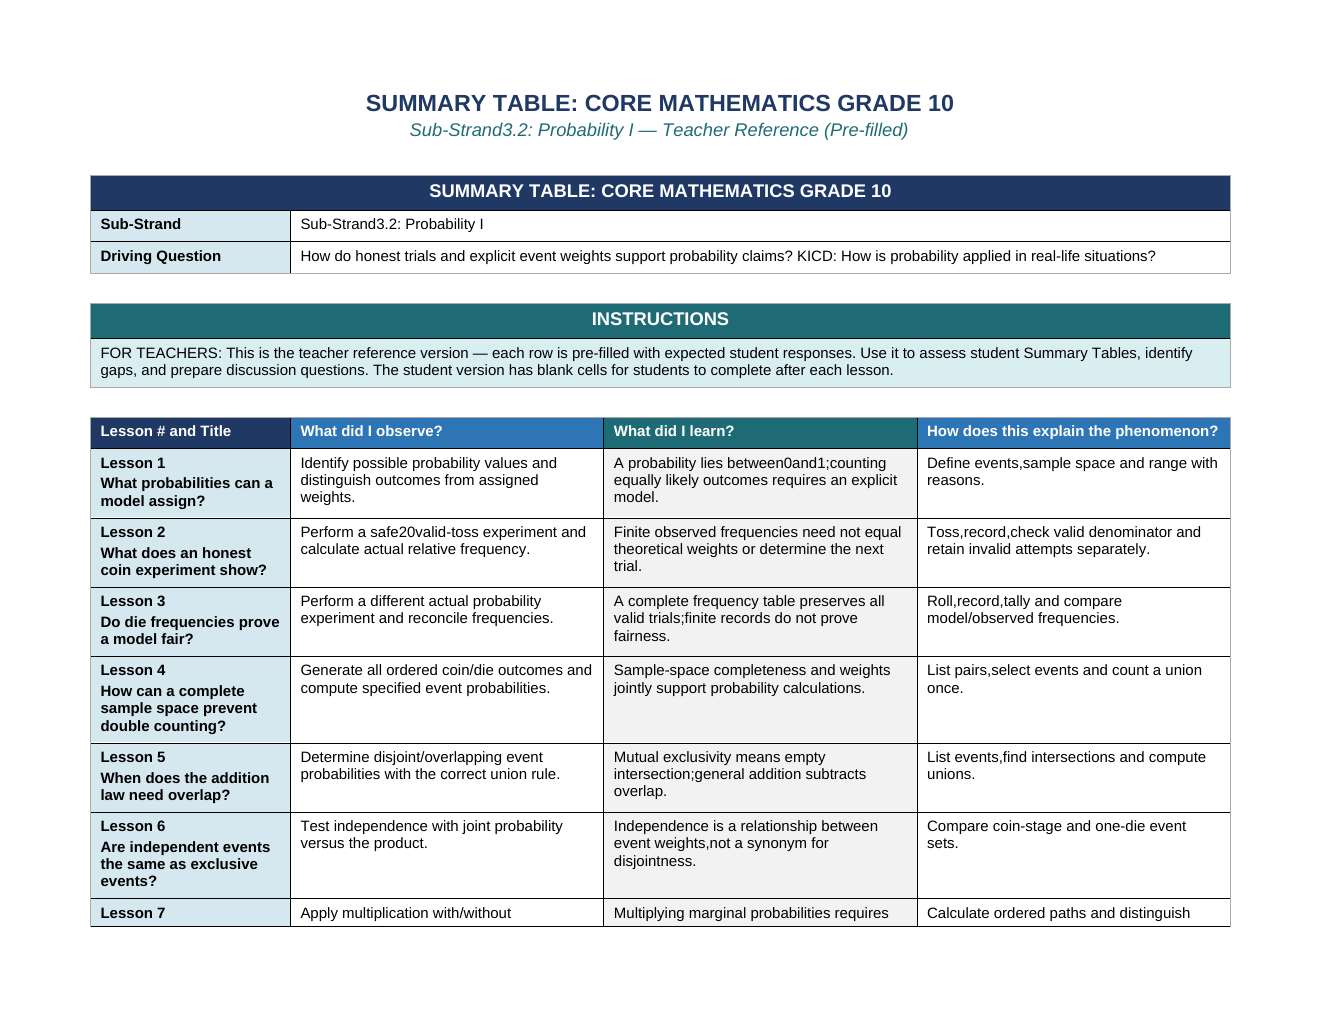 SUMMARY TABLE: CORE MATHEMATICS GRADE 10
Sub-Strand3.2: Probability I — Teacher Reference (Pre-filled)
SUMMARY TABLE: CORE MATHEMATICS GRADE 10
Sub-Strand
Sub-Strand3.2: Probability I
Driving Question
How do honest trials and explicit event weights support probability claims? KICD: How is probability applied in real-life situations?
INSTRUCTIONS
FOR TEACHERS: This is the teacher reference version — each row is pre-filled with expected student responses. Use it to assess student Summary Tables, identify
gaps, and prepare discussion questions. The student version has blank cells for students to complete after each lesson.
Lesson # and Title
What did I observe?
What did I learn?
How does this explain the phenomenon?
Lesson 1
What probabilities can a
model assign?
Identify possible probability values and
distinguish outcomes from assigned
weights.
A probability lies between0and1;counting
equally likely outcomes requires an explicit
model.
Define events,sample space and range with
reasons.
Lesson 2
What does an honest
coin experiment show?
Perform a safe20valid-toss experiment and
calculate actual relative frequency.
Finite observed frequencies need not equal
theoretical weights or determine the next
trial.
Toss,record,check valid denominator and
retain invalid attempts separately.
Lesson 3
Do die frequencies prove
a model fair?
Perform a different actual probability
experiment and reconcile frequencies.
A complete frequency table preserves all
valid trials;finite records do not prove
fairness.
Roll,record,tally and compare
model/observed frequencies.
Lesson 4
How can a complete
sample space prevent
double counting?
Generate all ordered coin/die outcomes and
compute specified event probabilities.
Sample-space completeness and weights
jointly support probability calculations.
List pairs,select events and count a union
once.
Lesson 5
When does the addition
law need overlap?
Determine disjoint/overlapping event
probabilities with the correct union rule.
Mutual exclusivity means empty
intersection;general addition subtracts
overlap.
List events,find intersections and compute
unions.
Lesson 6
Are independent events
the same as exclusive
events?
Test independence with joint probability
versus the product.
Independence is a relationship between
event weights,not a synonym for
disjointness.
Compare coin-stage and one-die event
sets.
Lesson 7
Apply multiplication with/without
Multiplying marginal probabilities requires
Calculate ordered paths and distinguish